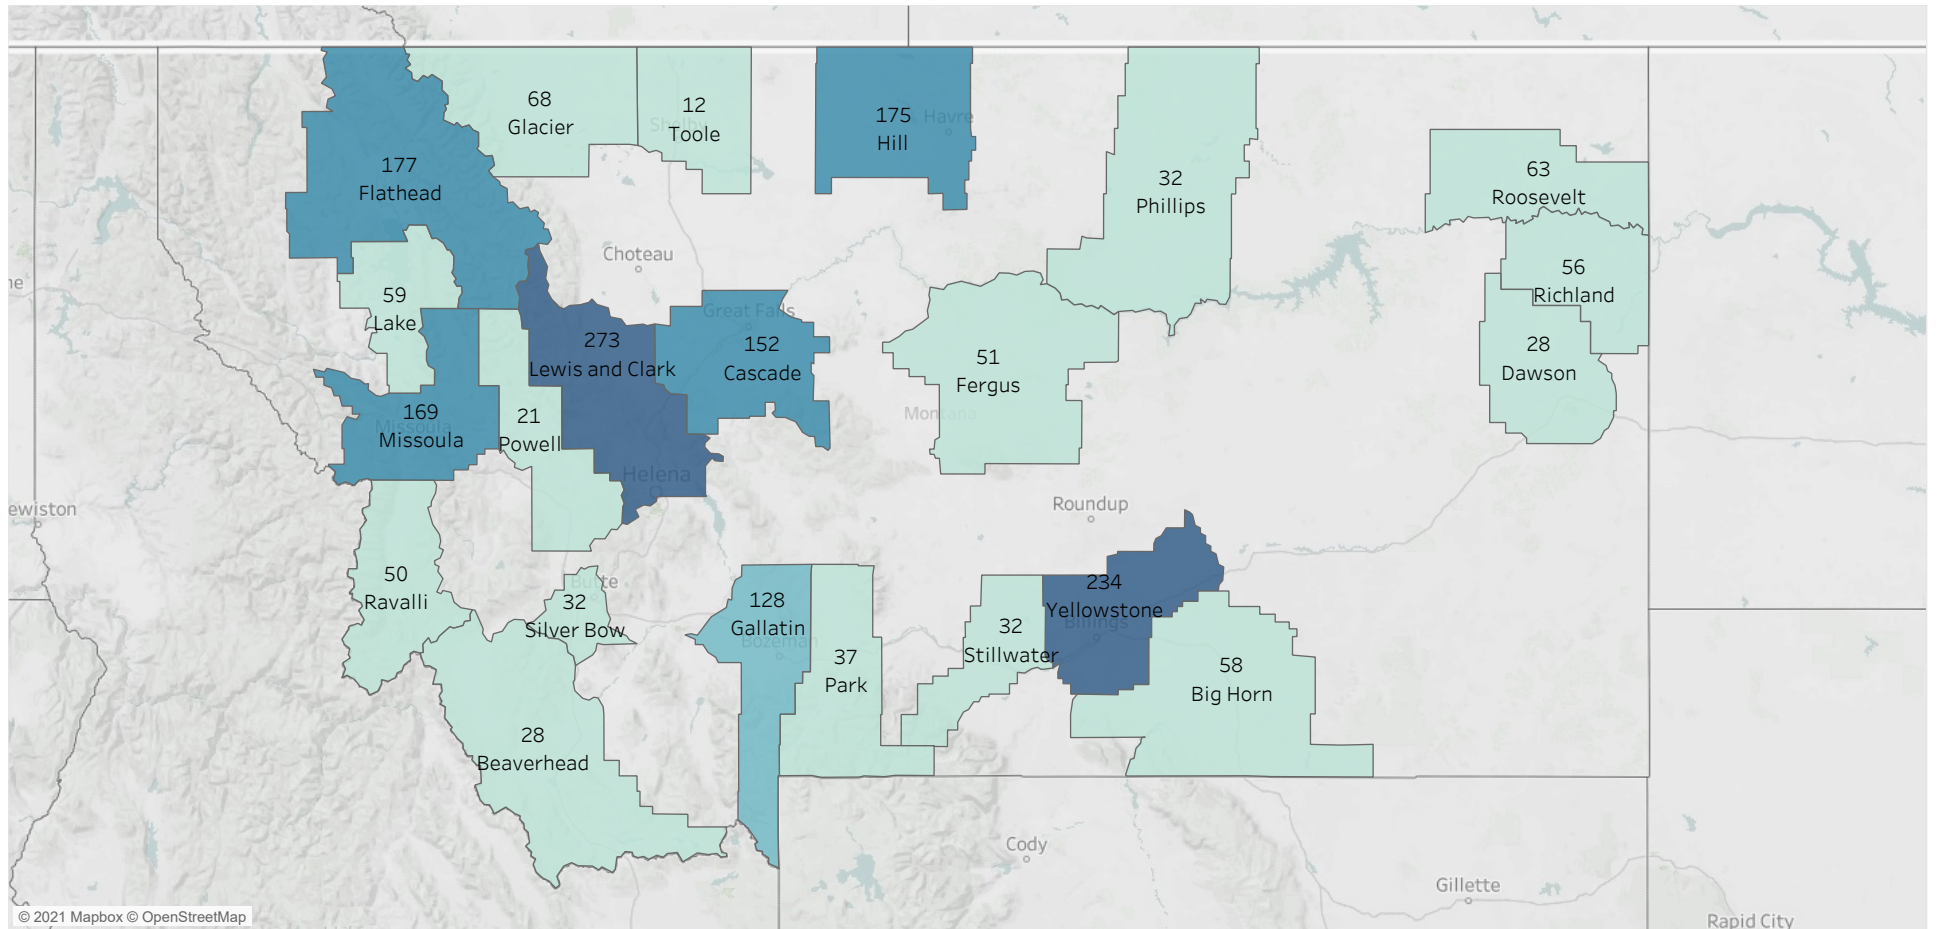 68
Glacier
12
Toole
Shelby
175
Hill
Havre
177
Flathead
32
Phillips
63
Roosevelt
Choteau
59
Lake
56
Richland
Great Falls
273
Lewis and Clark
152
Cascade
51
Fergus
28
Dawson
169
Missoula
Missoula
21
Powell
Montana
Helena
ewiston
Roundup
50
Ravalli
Butte
32
Silver Bow
128
Gallatin
Bozeman
37
Park
32
Stillwater
234
Yellowstone
Billings
58
Big Horn
28
Beaverhead
Cody
Gillette
Rapid City
© 2021 Mapbox © OpenStreetMap